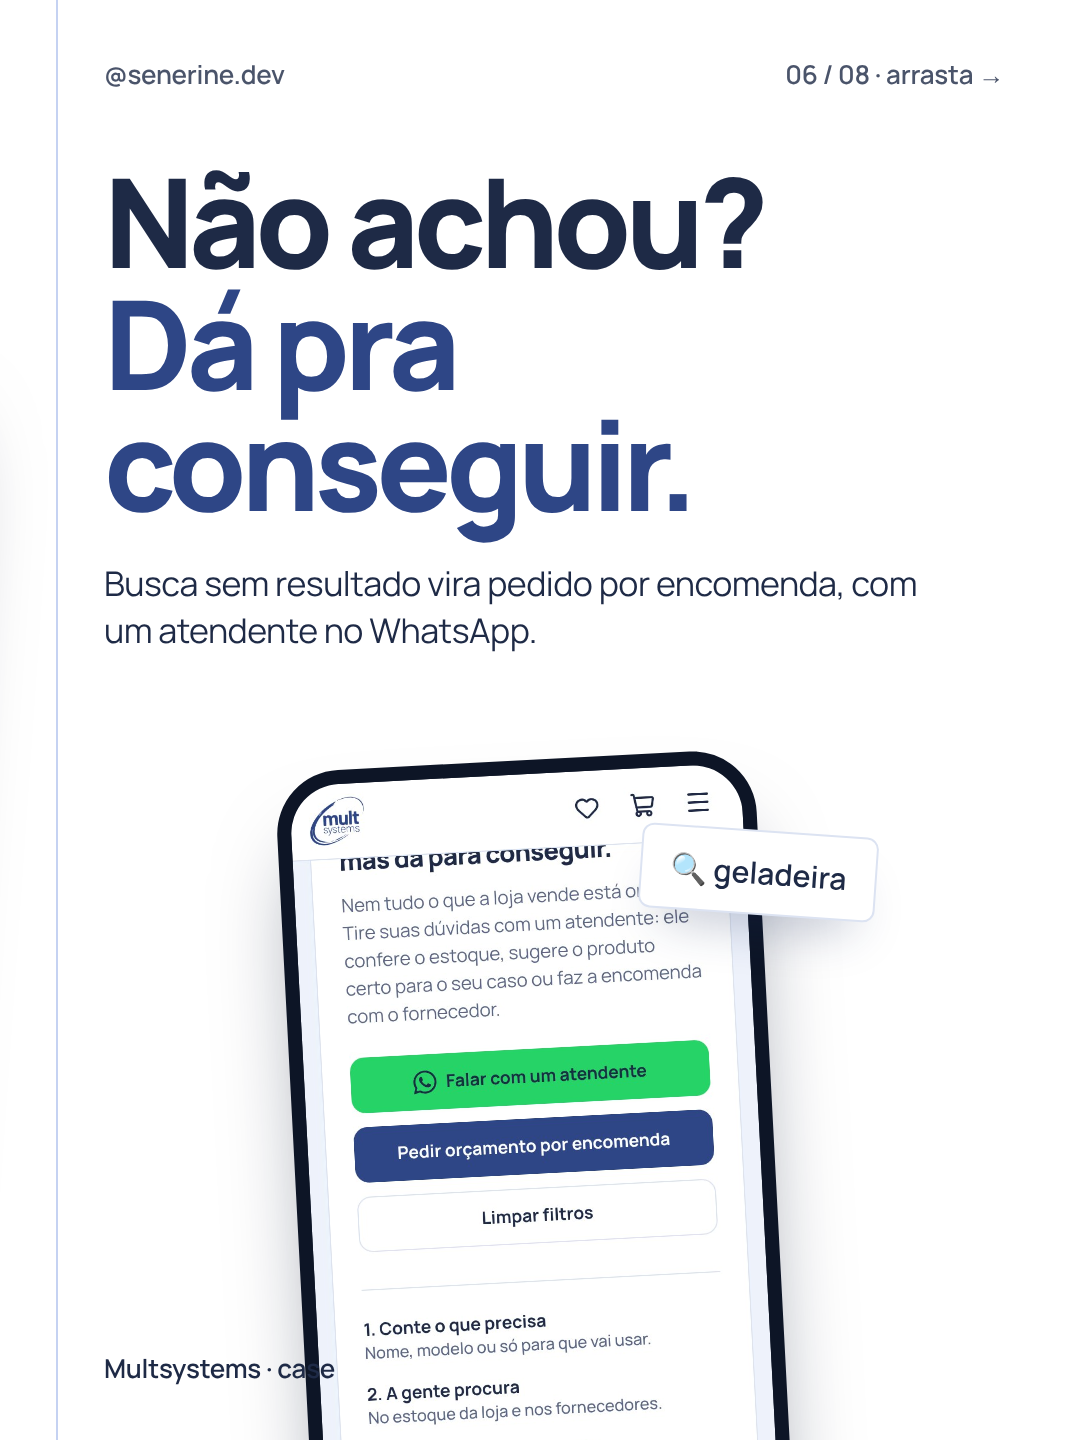 @senerine.dev
06 / 08 · arrasta →
Não achou?
Dá pra
conseguir.
Busca sem resultado vira pedido por encomenda, com
um atendente no WhatsApp.
mult
systems
mas dá para conseguir.
🔍 geladeira
Nem tudo o que a loja vende está
Tire suas dúvidas com um atendente: ele
confere o estoque, sugere o produto
certo para o seu caso ou faz a encomenda
com o fornecedor.
Falar com um atendente
Pedir orçamento por encomenda
Limpar filtros
1. Conte o que precisa
Nome, modelo ou só para que vai usar.
2. A gente procura
No estoque da loja e nos fornecedores.
Multsystems · case